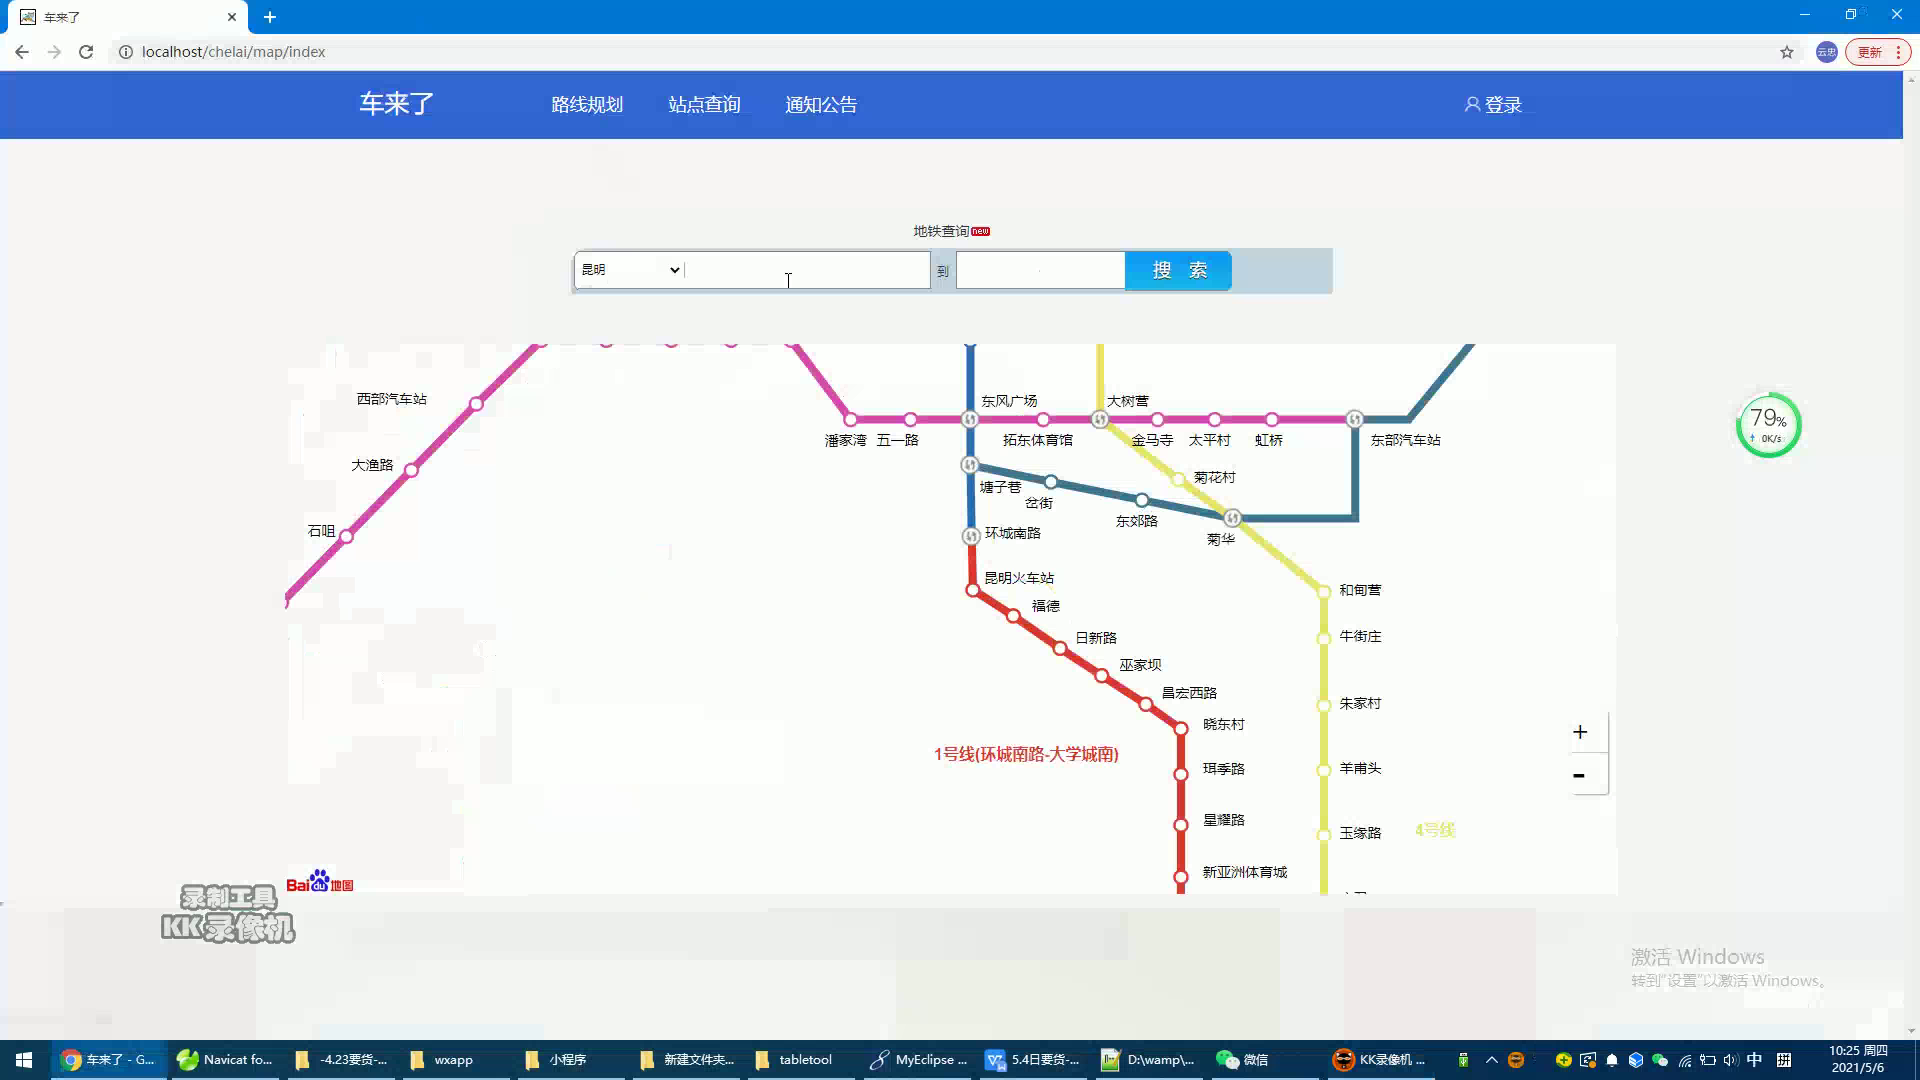 车来了
localhost/chelai/map/index
云忠
更新
车来了
路线规划
站点查询
通知公告
登录
地铁查询
new
昆明
到
搜 索
西部汽车站
大渔路
石咀
东风广场
大树营
潘家湾
五一路
拓东体育馆
金马寺
太平村
虹桥
东部汽车站
菊花村
塘子巷
岔街
东郊路
菊华
环城南路
昆明火车站
福德
日新路
巫家坝
昌宏西路
晓东村
1号线(环城南路-大学城南)
珥季路
星耀路
新亚洲体育城
和甸营
牛街庄
朱家村
羊甫头
玉缘路
4号线
79%
0K/s
+
-
Bai du 地图
录制工具
KK录像机
激活 Windows
转到"设置"以激活 Windows。
车来了 - G...
Navicat fo...
-4.23要货-...
wxapp
小程序
新建文件夹...
tabletool
MyEclipse ...
5.4日要货-...
D:\wamp\...
微信
KK录像机 ...
中
拼
10:25 周四
2021/5/6